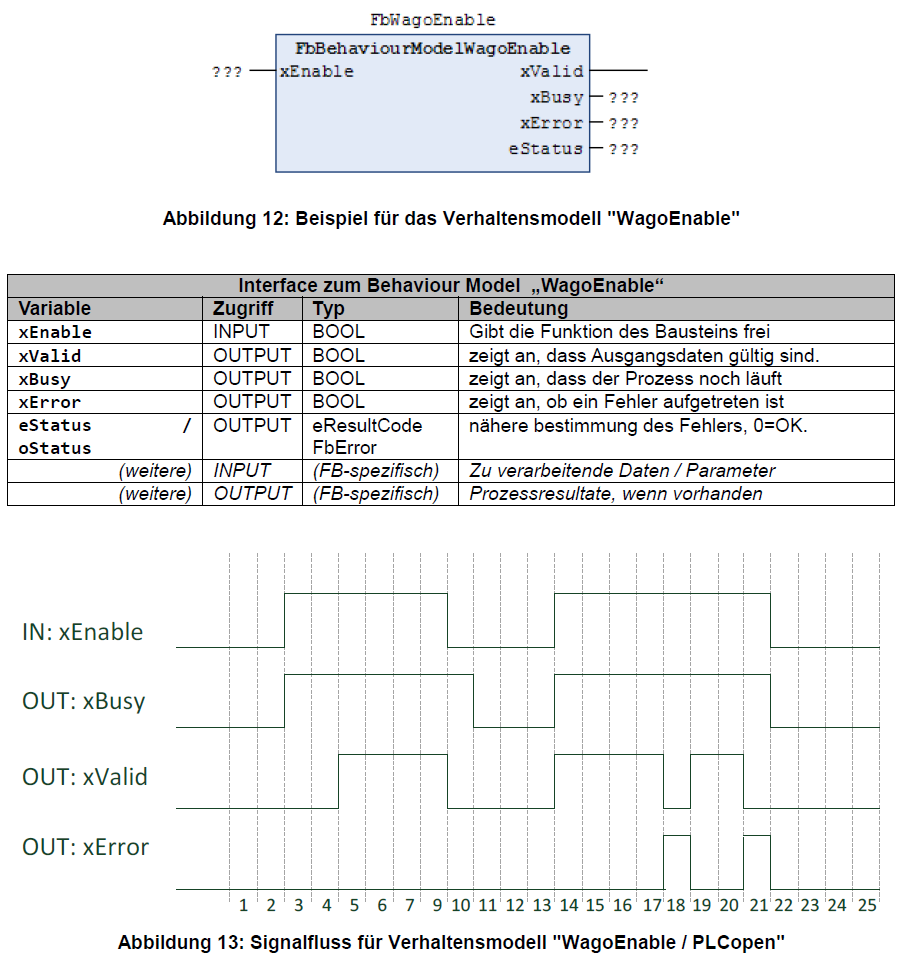 FbWagoEnable
FbBehaviourModelWagoEnable
??? xEnable xValid
xBusy ???
xError ???
eStatus ???
Abbildung 12: Beispiel für das Verhaltensmodell "WagoEnable"
Interface zum Behaviour Model „WagoEnable“
Variable Zugriff Typ Bedeutung
xEnable INPUT BOOL Gibt die Funktion des Bausteins frei
xValid OUTPUT BOOL zeigt an, dass Ausgangsdaten gültig sind.
xBusy OUTPUT BOOL zeigt an, dass der Prozess noch läuft
xError OUTPUT BOOL zeigt an, ob ein Fehler aufgetreten ist
eStatus / OUTPUT eResultCode nähere bestimmung des Fehlers, 0=OK.
oStatus FbError
(weitere) INPUT (FB-spezifisch) Zu verarbeitende Daten / Parameter
(weitere) OUTPUT (FB-spezifisch) Prozessresultate, wenn vorhanden
IN: xEnable
OUT: xBusy
OUT: xValid
OUT: xError
1 2 3 4 5 6 7 8 9 10 11 12 13 14 15 16 17 18 19 20 21 22 23 24 25
Abbildung 13: Signalfluss für Verhaltensmodell "WagoEnable / PLCopen"